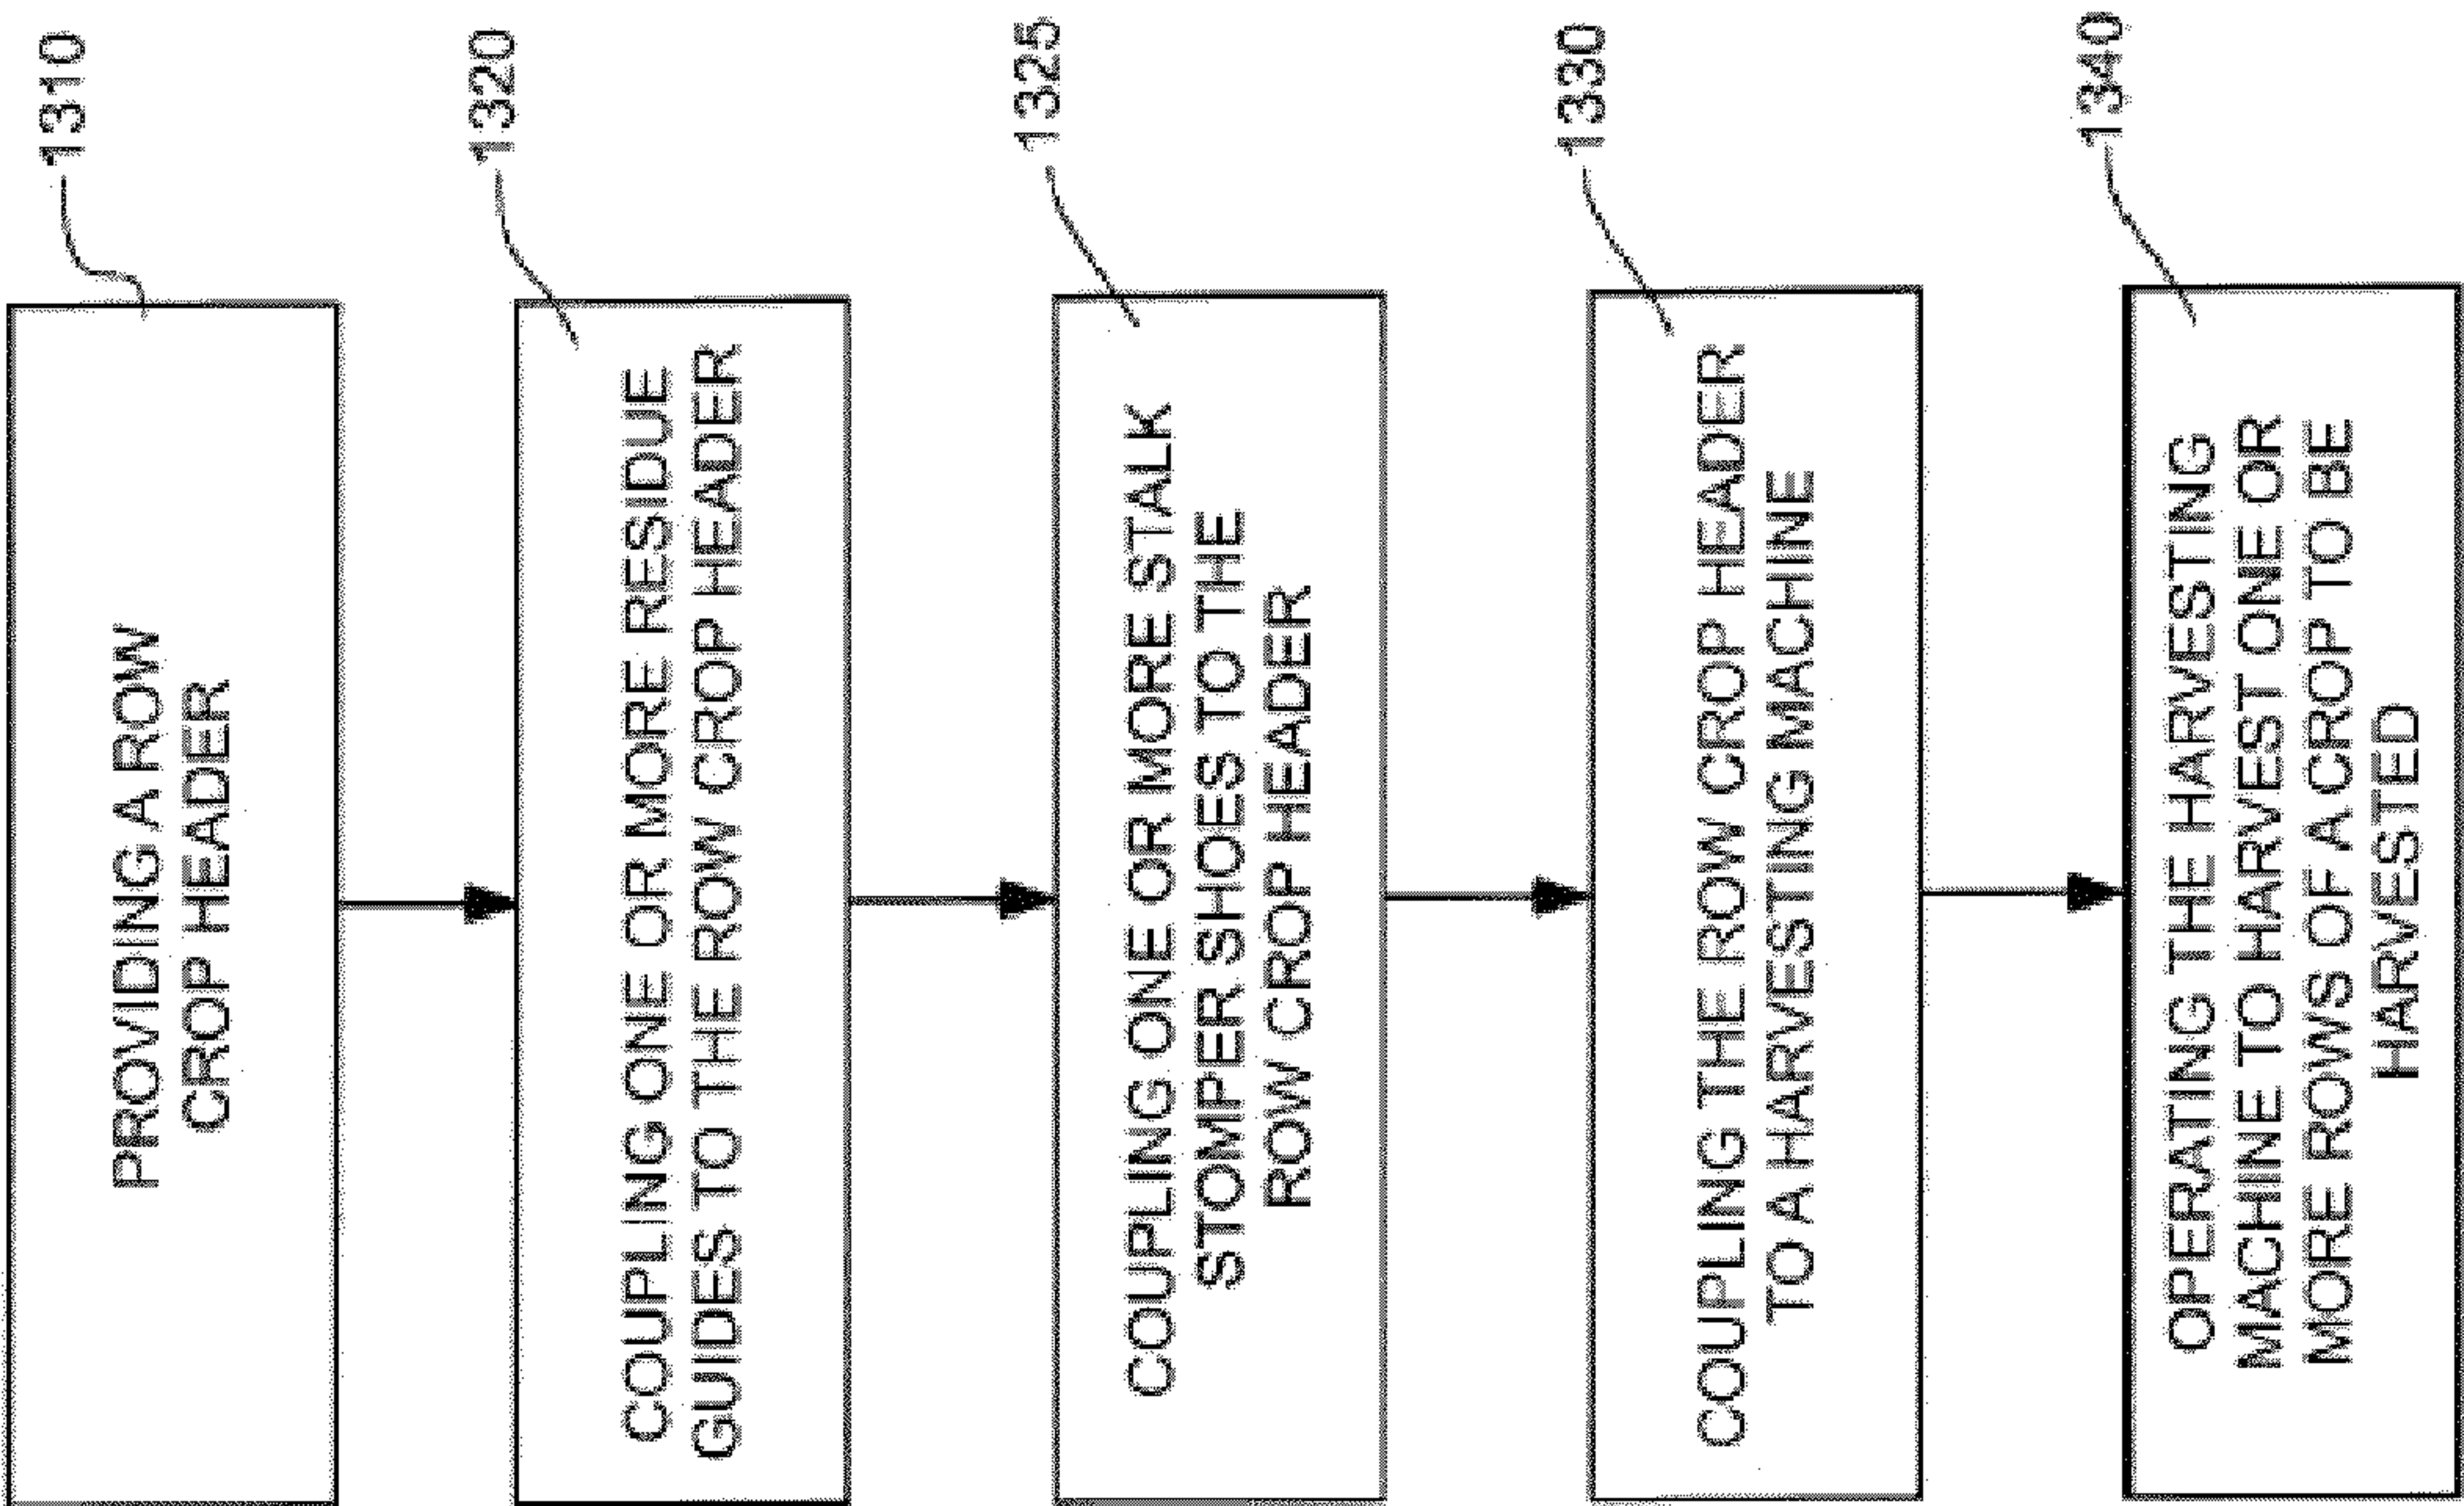 1310
PROVIDING A ROW
CROP HEADER
1320
COUPLING ONE OR MORE RESIDUE
GUIDES TO THE ROW CROP HEADER
1325
COUPLING ONE OR MORE STALK
STOMPER SHOES TO THE
ROW CROP HEADER
1330
COUPLING THE ROW CROP HEADER
TO A HARVESTING MACHINE
1340
OPERATING THE HARVESTING
MACHINE TO HARVEST ONE OR
MORE ROWS OF A CROP TO BE
HARVESTED